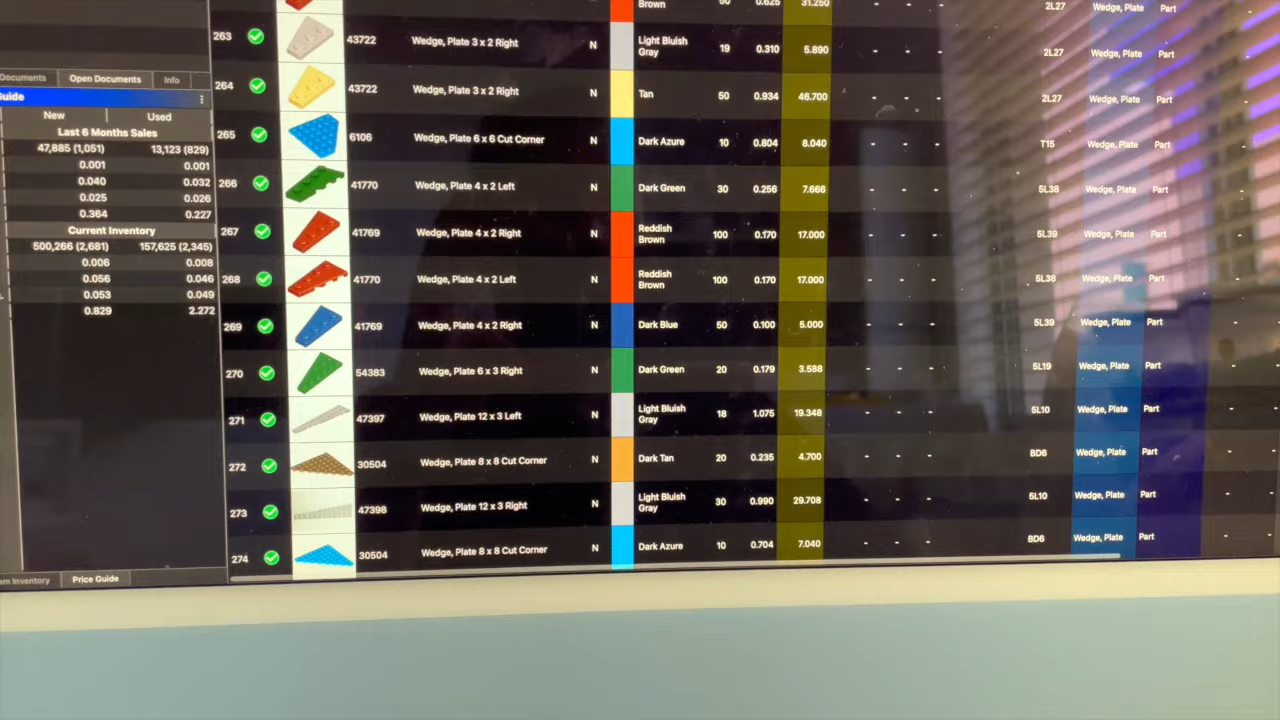 Brown 50 0.625 31.250 2L27 Wedge, Plate Part
263 43722 Wedge, Plate 3 x 2 Right N Light Bluish Gray 19 0.310 5.890 - - - 2L27 Wedge, Plate Part
264 43722 Wedge, Plate 3 x 2 Right N Tan 50 0.934 46.700 - - - 2L27 Wedge, Plate Part
265 6106 Wedge, Plate 6 x 6 Cut Corner N Dark Azure 10 0.804 8.040 - - - T15 Wedge, Plate Part
266 41770 Wedge, Plate 4 x 2 Left N Dark Green 30 0.256 7.666 - - - 5L38 Wedge, Plate Part
267 41769 Wedge, Plate 4 x 2 Right N Reddish Brown 100 0.170 17.000 - - - 5L39 Wedge, Plate Part
268 41770 Wedge, Plate 4 x 2 Left N Reddish Brown 100 0.170 17.000 - - - 5L38 Wedge, Plate Part
269 41769 Wedge, Plate 4 x 2 Right N Dark Blue 50 0.100 5.000 - - - 5L39 Wedge, Plate Part
270 54383 Wedge, Plate 6 x 3 Right N Dark Green 20 0.179 3.588 - - - 5L19 Wedge, Plate Part
271 47397 Wedge, Plate 12 x 3 Left N Light Bluish Gray 18 1.075 19.348 - - - 5L10 Wedge, Plate Part
272 30504 Wedge, Plate 8 x 8 Cut Corner N Dark Tan 20 0.235 4.700 - - - BD6 Wedge, Plate Part
273 47398 Wedge, Plate 12 x 3 Right N Light Bluish Gray 30 0.990 29.708 - - - 5L10 Wedge, Plate Part
274 30504 Wedge, Plate 8 x 8 Cut Corner N Dark Azure 10 0.704 7.040 - - - BD6 Wedge, Plate Part
Documents Open Documents Info
Guide
New Used
Last 6 Months Sales
47,885 (1,051) 13,123 (829)
0.001 0.001
0.040 0.032
0.025 0.026
0.364 0.227
Current Inventory
500,266 (2,681) 157,625 (2,345)
0.006 0.008
0.056 0.046
0.053 0.049
0.829 2.272
Inventory Price Guide